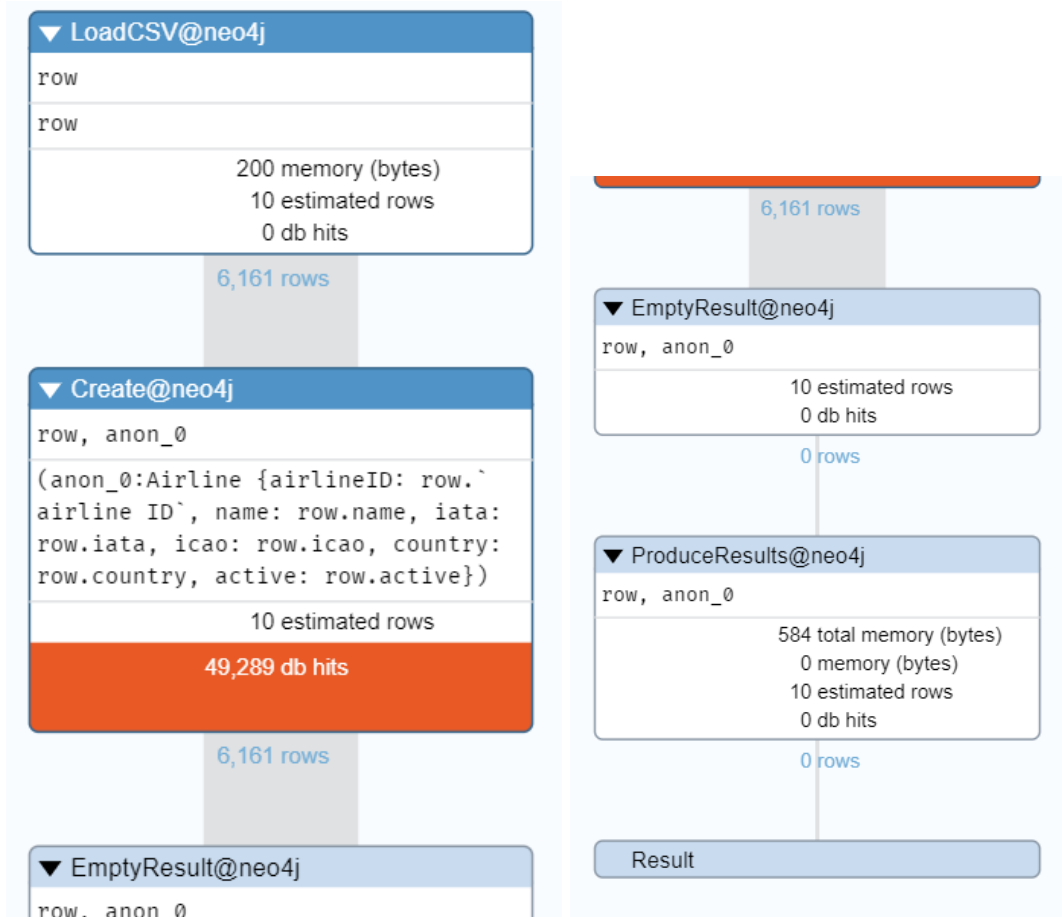 LoadCSV@neo4j
row
row
200 memory (bytes)
10 estimated rows
0 db hits
6,161 rows
Create@neo4j
row, anon_0
(anon_0:Airline {airlineID: row.`
airline ID`, name: row.name, iata:
row.iata, icao: row.icao, country:
row.country, active: row.active})
10 estimated rows
49,289 db hits
6,161 rows
EmptyResult@neo4j
row, anon_0
6,161 rows
EmptyResult@neo4j
row, anon_0
10 estimated rows
0 db hits
0 rows
ProduceResults@neo4j
row, anon_0
584 total memory (bytes)
0 memory (bytes)
10 estimated rows
0 db hits
0 rows
Result